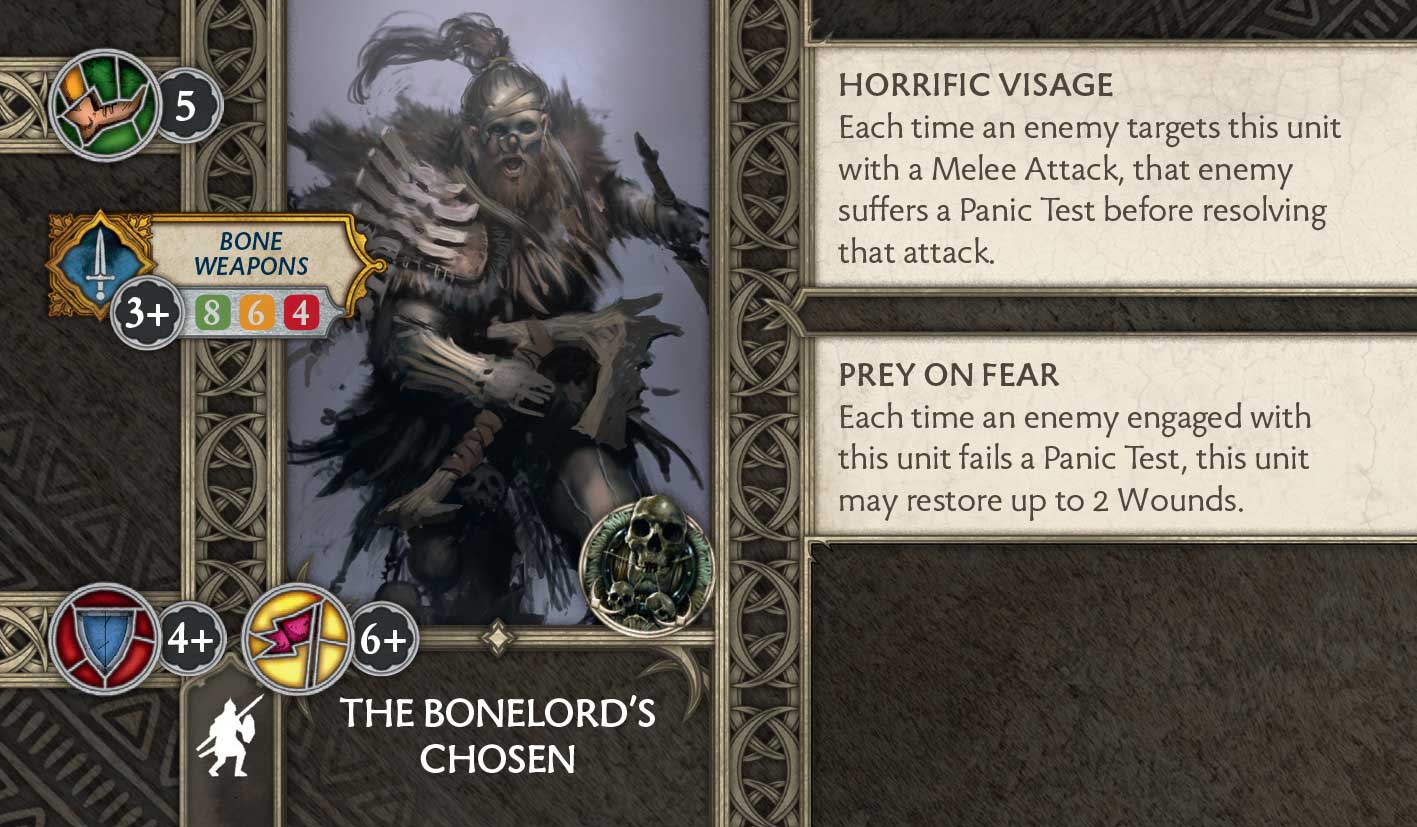 5
BONE
WEAPONS
3+ 8 6 4
4+ 6+
THE BONELORD'S
CHOSEN
HORRIFIC VISAGE
Each time an enemy targets this unit
with a Melee Attack, that enemy
suffers a Panic Test before resolving
that attack.
PREY ON FEAR
Each time an enemy engaged with
this unit fails a Panic Test, this unit
may restore up to 2 Wounds.